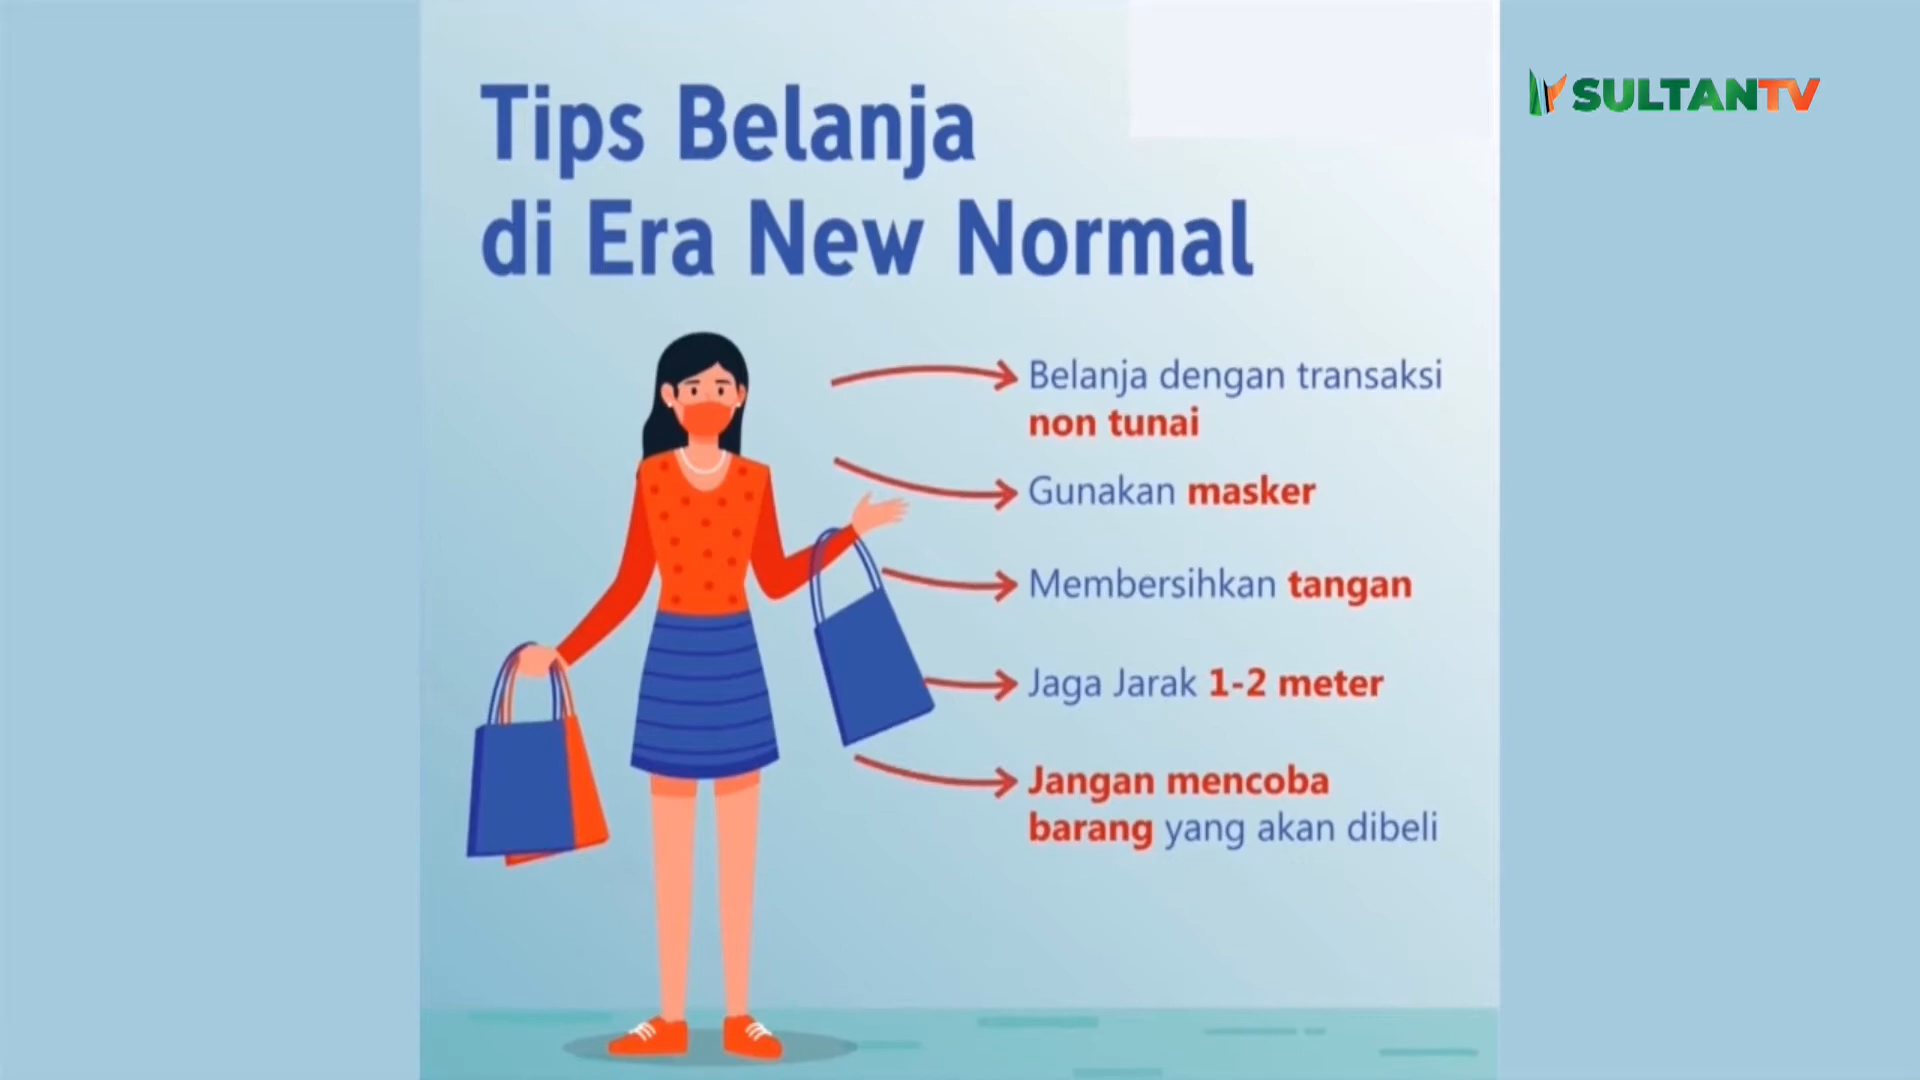 Tips Belanja
di Era New Normal
SULTANTV
Belanja dengan transaksi
non tunai
Gunakan masker
Membersihkan tangan
Jaga Jarak 1-2 meter
Jangan mencoba
barang yang akan dibeli